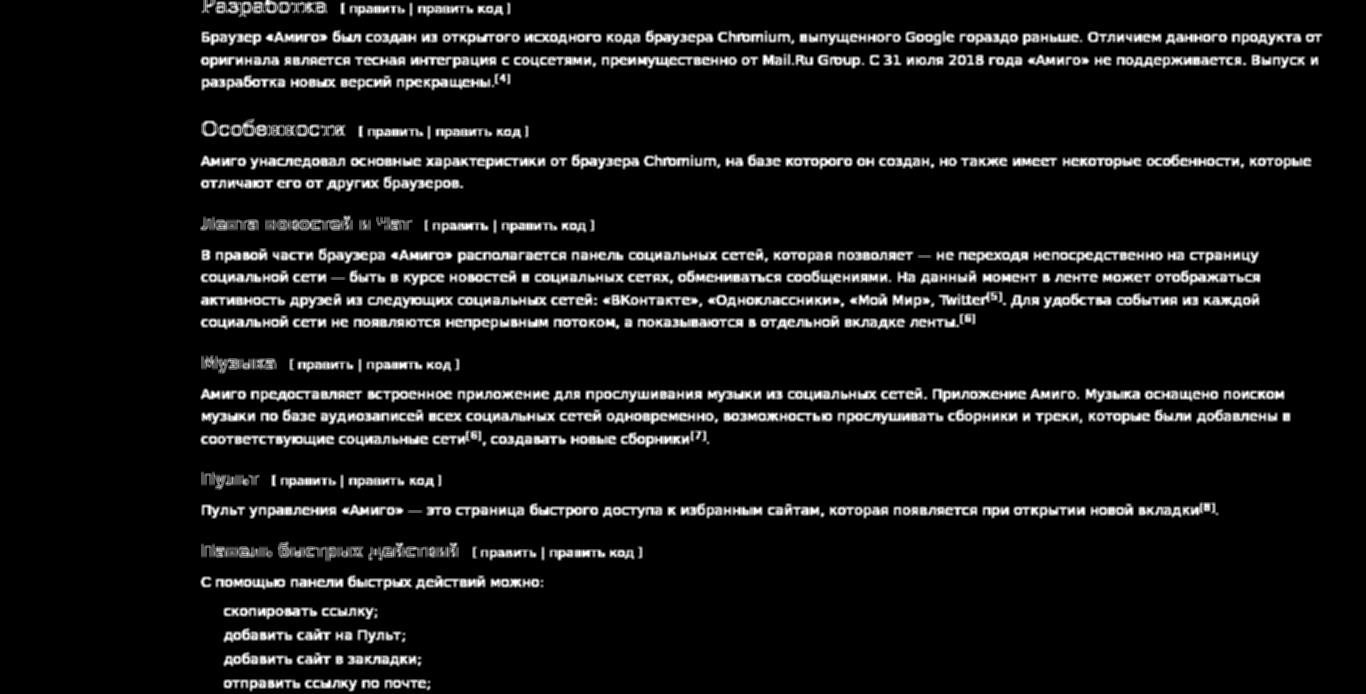 Разработка [ править | править код ]
Браузер «Амиго» был создан из открытого исходного кода браузера Chromium, выпущенного Google гораздо раньше. Отличием данного продукта от
оригинала является тесная интеграция с соцсетями, преимущественно от Mail.Ru Group. С 31 июля 2018 года «Амиго» не поддерживается. Выпуск и
разработка новых версий прекращены.[4]
Особенности [ править | править код ]
Амиго унаследовал основные характеристики от браузера Chromium, на базе которого он создан, но также имеет некоторые особенности, которые
отличают его от других браузеров.
Лента новостей и Чат [ править | править код ]
В правой части браузера «Амиго» располагается панель социальных сетей, которая позволяет — не переходя непосредственно на страницу
социальной сети — быть в курсе новостей в социальных сетях, обмениваться сообщениями. На данный момент в ленте может отображаться
активность друзей из следующих социальных сетей: «ВКонтакте», «Одноклассники», «Мой Мир», Twitter[5]. Для удобства события из каждой
социальной сети не появляются непрерывным потоком, а показываются в отдельной вкладке ленты.[6]
Музыка [ править | править код ]
Амиго предоставляет встроенное приложение для прослушивания музыки из социальных сетей. Приложение Амиго. Музыка оснащено поиском
музыки по базе аудиозаписей всех социальных сетей одновременно, возможностью прослушивать сборники и треки, которые были добавлены в
соответствующие социальные сети[6], создавать новые сборники[7].
Пульт [ править | править код ]
Пульт управления «Амиго» — это страница быстрого доступа к избранным сайтам, которая появляется при открытии новой вкладки[8].
Панель быстрых действий [ править | править код ]
С помощью панели быстрых действий можно:
скопировать ссылку;
добавить сайт на Пульт;
добавить сайт в закладки;
отправить ссылку по почте;